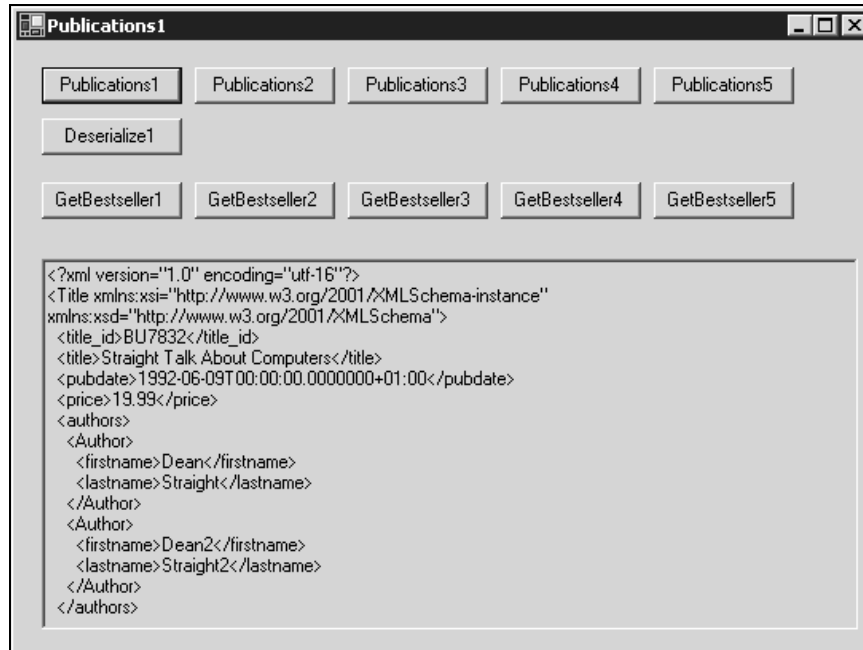 Publications1
Publications1 Publications2 Publications3 Publications4 Publications5
Deserialize1
GetBestseller1 GetBestseller2 GetBestseller3 GetBestseller4 GetBestseller5
<?xml version="1.0" encoding="utf-16"?>
<Title xmlns:xsi="http://www.w3.org/2001/XMLSchema-instance"
xmlns:xsd="http://www.w3.org/2001/XMLSchema">
<title_id>BU7832</title_id>
<title>Straight Talk About Computers</title>
<pubdate>1992-06-09T00:00:00.0000000+01:00</pubdate>
<price>19.99</price>
<authors>
<Author>
<firstname>Dean</firstname>
<lastname>Straight</lastname>
</Author>
<Author>
<firstname>Dean2</firstname>
<lastname>Straight2</lastname>
</Author>
</authors>